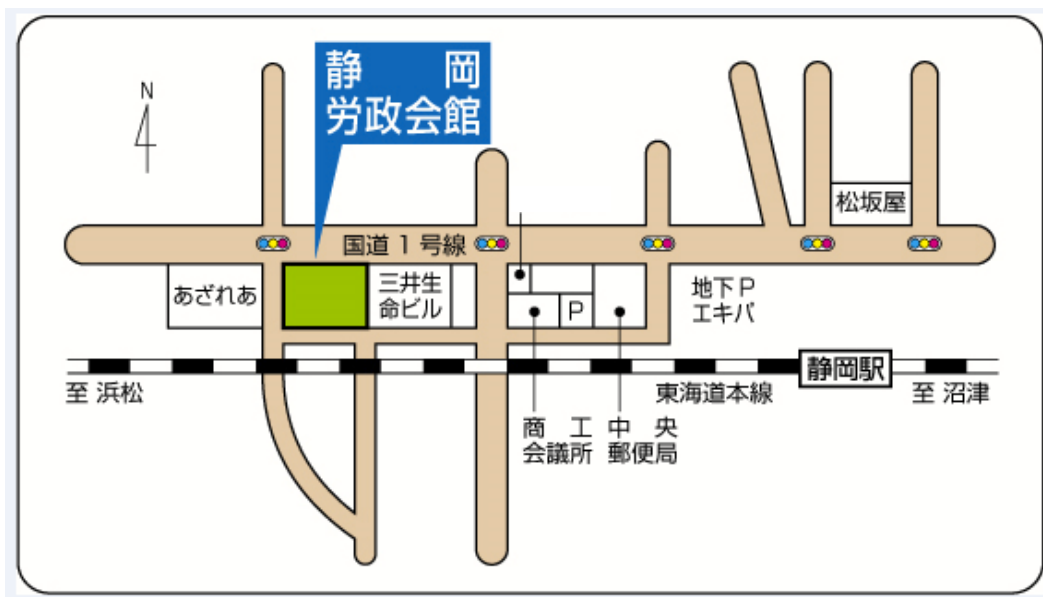 静岡
労政会館
N
松坂屋
国道1号線
あざれあ
三井生
命ビル
P
地下P
エキパ
静岡駅
至 浜松
東海道本線
至 沼津
商工
会議所
中央
郵便局